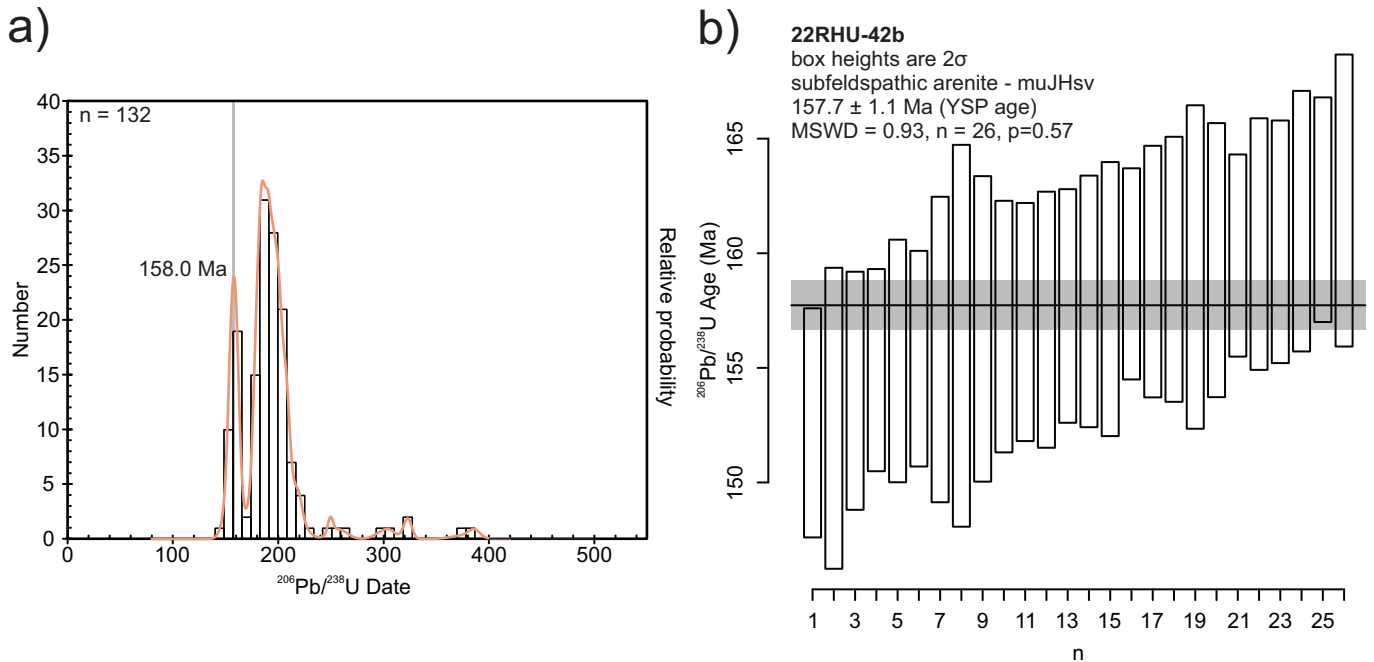 a)
n = 132
158.0 Ma
40
35
30
25
20
15
10
5
0
Number
Relative probability
0 100 200 300 400 500
²⁰⁶Pb/²³⁸U Date
b)
22RHU-42b
box heights are 2σ
subfeldspathic arenite - muJHsv
157.7 ± 1.1 Ma (YSP age)
MSWD = 0.93, n = 26, p=0.57
165
160
155
150
²⁰⁶Pb/²³⁸U Age (Ma)
1 3 5 7 9 11 13 15 17 19 21 23 25
n